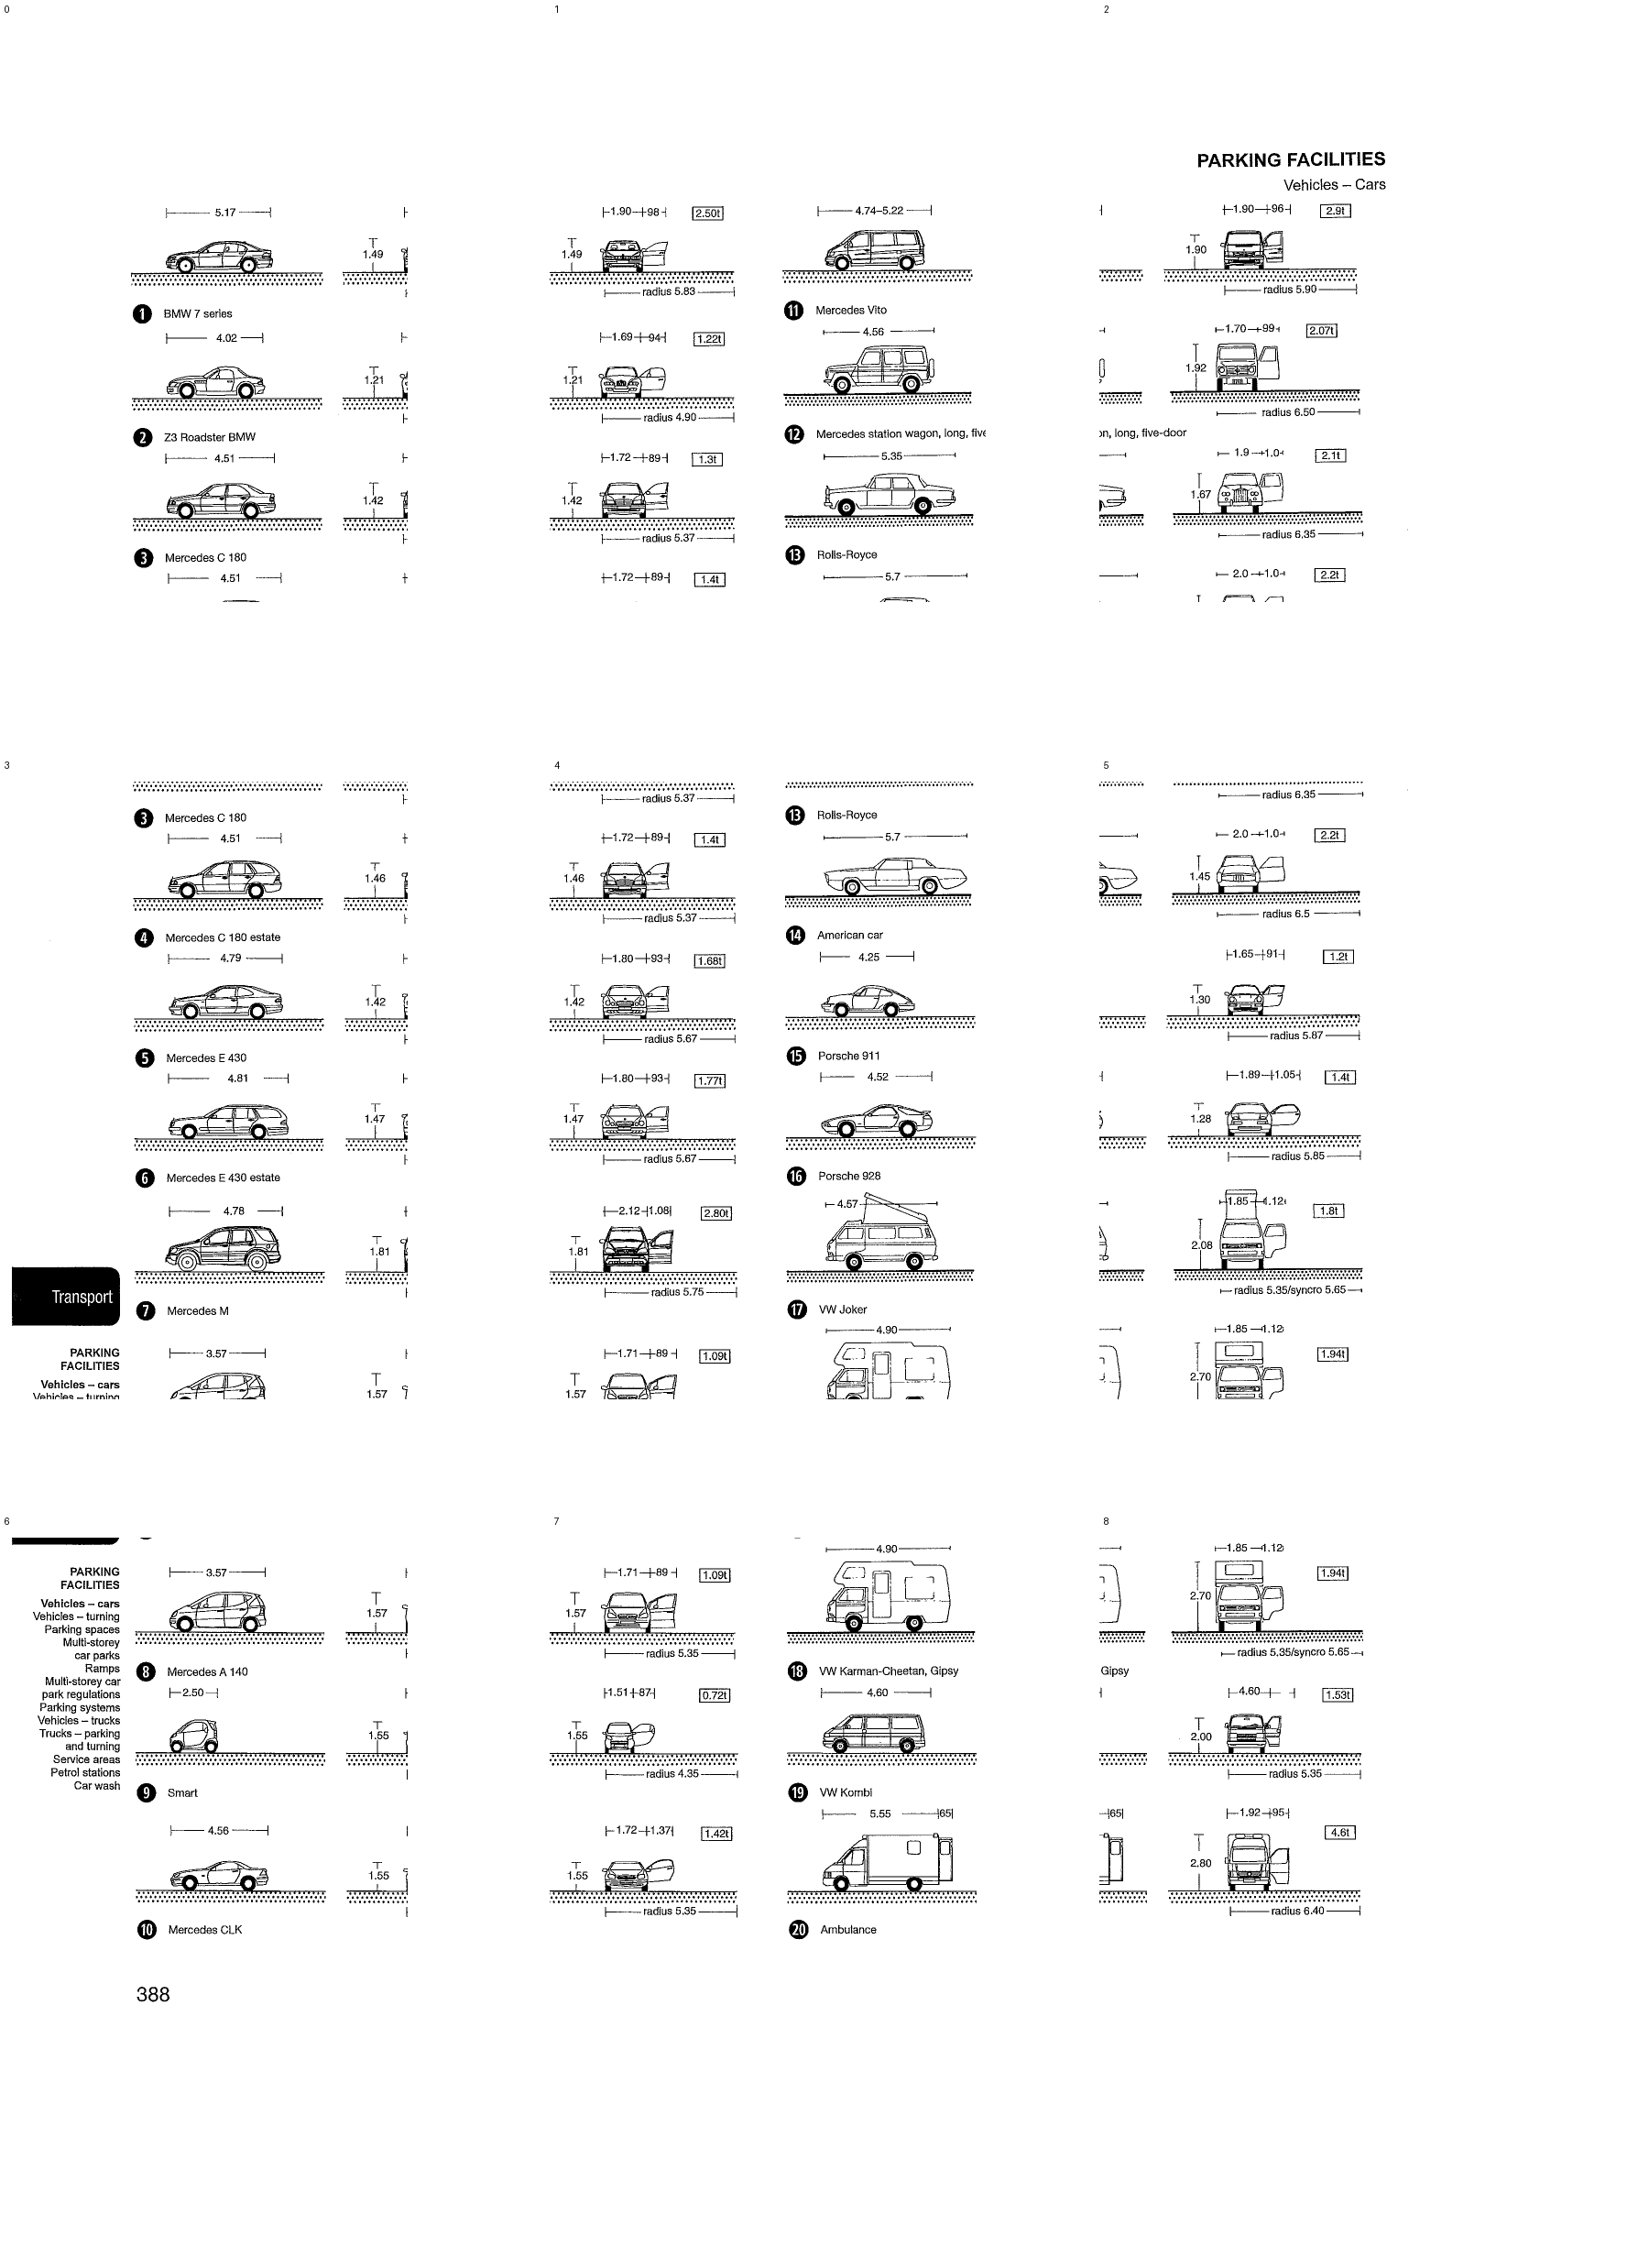 0
1
2
PARKING FACILITIES
Vehicles – Cars
5.17
1.90 98 2.50t
4.74–5.22
1.90 96 2.9t
1.49
1.49
1.90
radius 5.83
radius 5.90
1 BMW 7 series
11 Mercedes Vito
4.02
1.69 94 1.22t
4.56
1.70 99 2.07t
1.21
1.21
1.92
radius 4.90
radius 6.50
2 Z3 Roadster BMW
12 Mercedes station wagon, long, five
on, long, five-door
4.51
1.72 89 1.3t
5.35
1.9 1.0 2.1t
1.42
1.42
1.67
radius 5.37
radius 6.35
3 Mercedes C 180
13 Rolls-Royce
4.51
1.72 89 1.4t
5.7
2.0 1.0 2.2t
3
4
5
radius 5.37
radius 6.35
3 Mercedes C 180
13 Rolls-Royce
4.51
1.72 89 1.4t
5.7
2.0 1.0 2.2t
1.46
1.46
1.45
radius 5.37
radius 6.5
4 Mercedes C 180 estate
14 American car
4.79
1.80 93 1.68t
4.25
1.65 91 1.2t
1.42
1.42
1.30
radius 5.67
radius 5.87
5 Mercedes E 430
15 Porsche 911
4.81
1.80 93 1.77t
4.52
1.89 1.05 1.4t
1.47
1.47
1.28
radius 5.67
radius 5.85
6 Mercedes E 430 estate
16 Porsche 928
4.78
2.12 1.08 2.80t
4.57
1.85 1.12 1.8t
1.81
1.81
2.08
radius 5.75
radius 5.35/syncro 5.65
Transport
7 Mercedes M
17 VW Joker
4.90
1.85 1.12
PARKING
FACILITIES
Vehicles – cars
Vehicles – turning
3.57
1.71 89 1.09t
1.94t
1.57
1.57
2.70
6
7
8
4.90
1.85 1.12
PARKING
FACILITIES
Vehicles – cars
Vehicles – turning
Parking spaces
Multi-storey
car parks
Ramps
Multi-storey car
park regulations
Parking systems
Vehicles – trucks
Trucks – parking
and turning
Service areas
Petrol stations
Car wash
3.57
1.71 89 1.09t
1.94t
1.57
1.57
2.70
radius 5.35
radius 5.35/syncro 5.65
8 Mercedes A 140
18 VW Karman-Cheetan, Gipsy
Gipsy
2.50
1.51 87 0.72t
4.60
4.60 1.53t
1.55
1.55
2.00
radius 4.35
radius 5.35
9 Smart
19 VW Kombi
4.56
1.72 1.37 1.42t
5.55 65
65
1.92 95 4.6t
1.55
1.55
2.80
radius 5.35
radius 6.40
10 Mercedes CLK
20 Ambulance
388